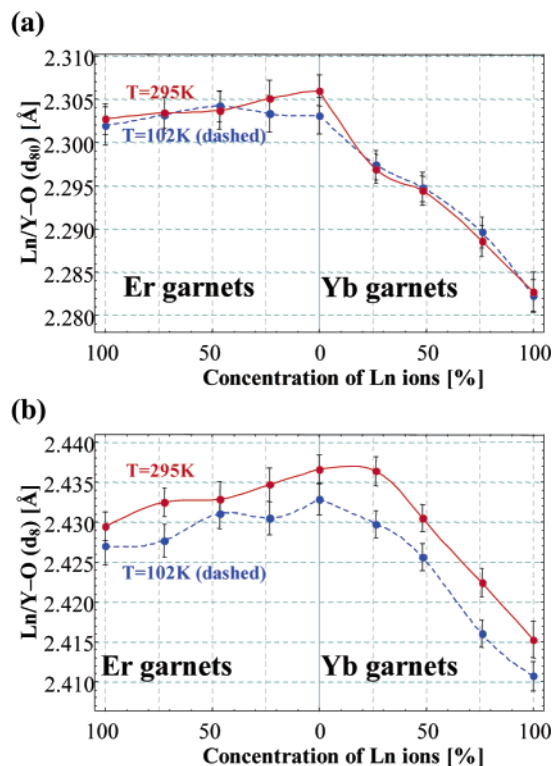 (a)
Ln/Y–O (d80) [Å]
2.310
2.305
2.300
2.295
2.290
2.285
2.280
T=295K
T=102K (dashed)
Er garnets Yb garnets
100 50 0 50 100
Concentration of Ln ions [%]
(b)
Ln/Y–O (d8) [Å]
2.440
2.435
2.430
2.425
2.420
2.415
2.410
T=295K
T=102K (dashed)
Er garnets Yb garnets
100 50 0 50 100
Concentration of Ln ions [%]